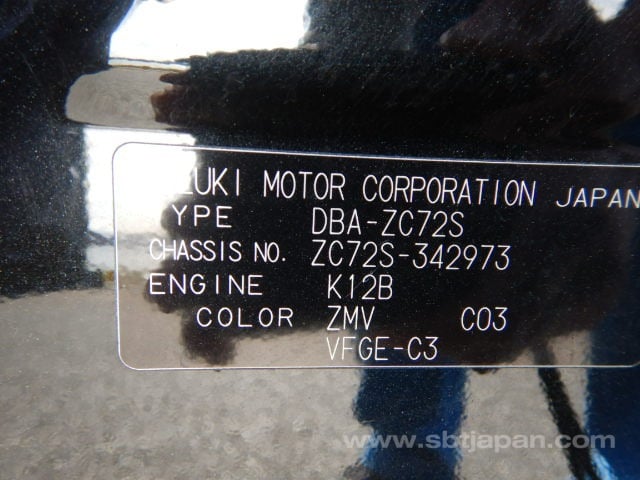 UZUKI MOTOR CORPORATION JAPAN
YPE DBA-ZC72S
CHASSIS NO. ZC72S-342973
ENGINE K12B
COLOR ZMV C03
VFGE-C3
www.sbtjapan.com